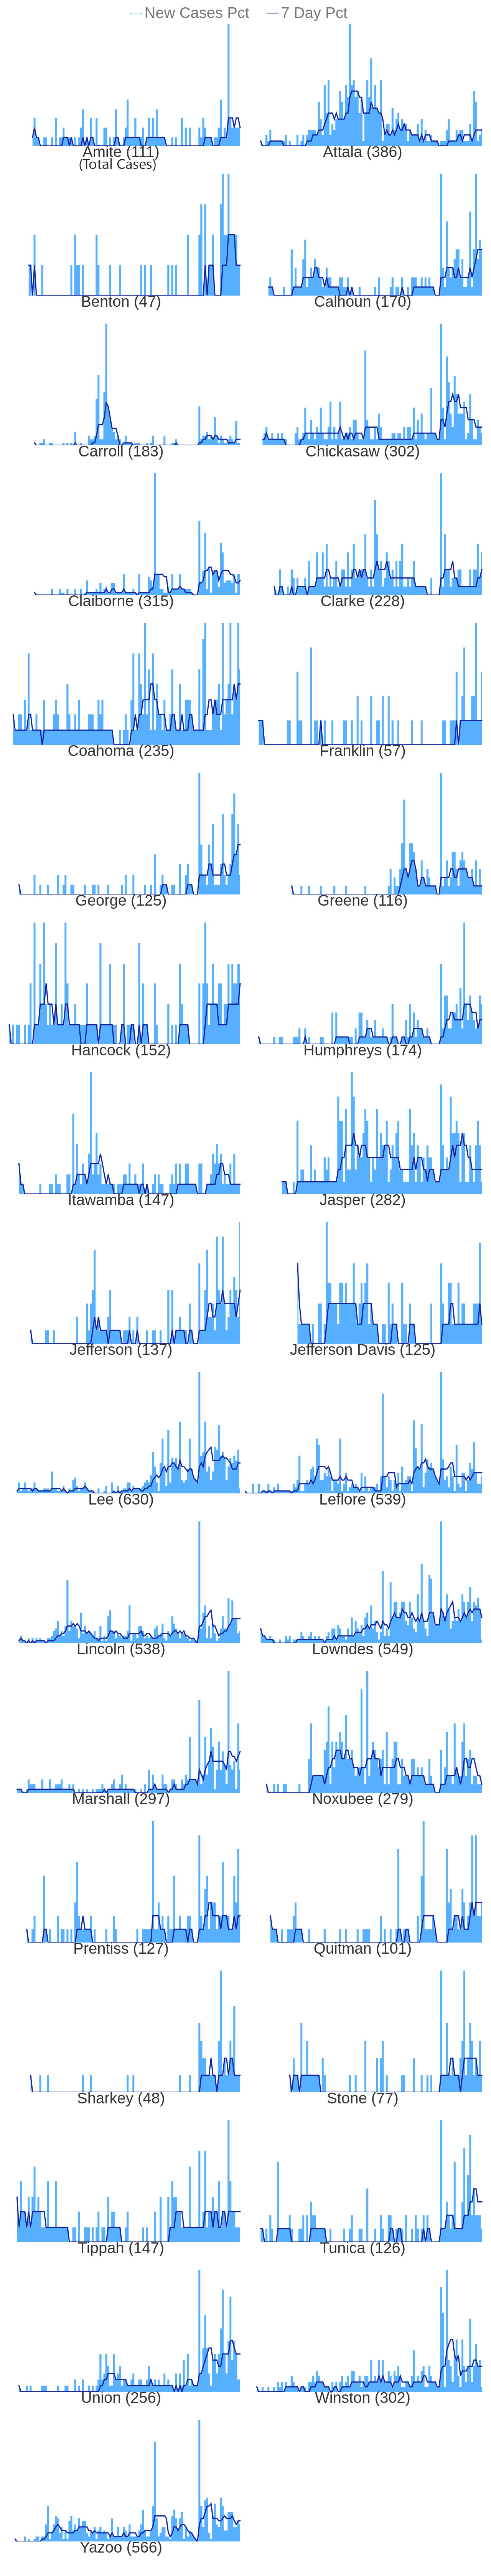 New Cases Pct 7 Day Pct
Amite (111) Attala (386)
(Total Cases)
Benton (47) Calhoun (170)
Carroll (183) Chickasaw (302)
Claiborne (315) Clarke (228)
Coahoma (235) Franklin (57)
George (125) Greene (116)
Hancock (152) Humphreys (174)
Itawamba (147) Jasper (282)
Jefferson (137) Jefferson Davis (125)
Lee (630) Leflore (539)
Lincoln (538) Lowndes (549)
Marshall (297) Noxubee (279)
Prentiss (127) Quitman (101)
Sharkey (48) Stone (77)
Tippah (147) Tunica (126)
Union (256) Winston (302)
Yazoo (566)